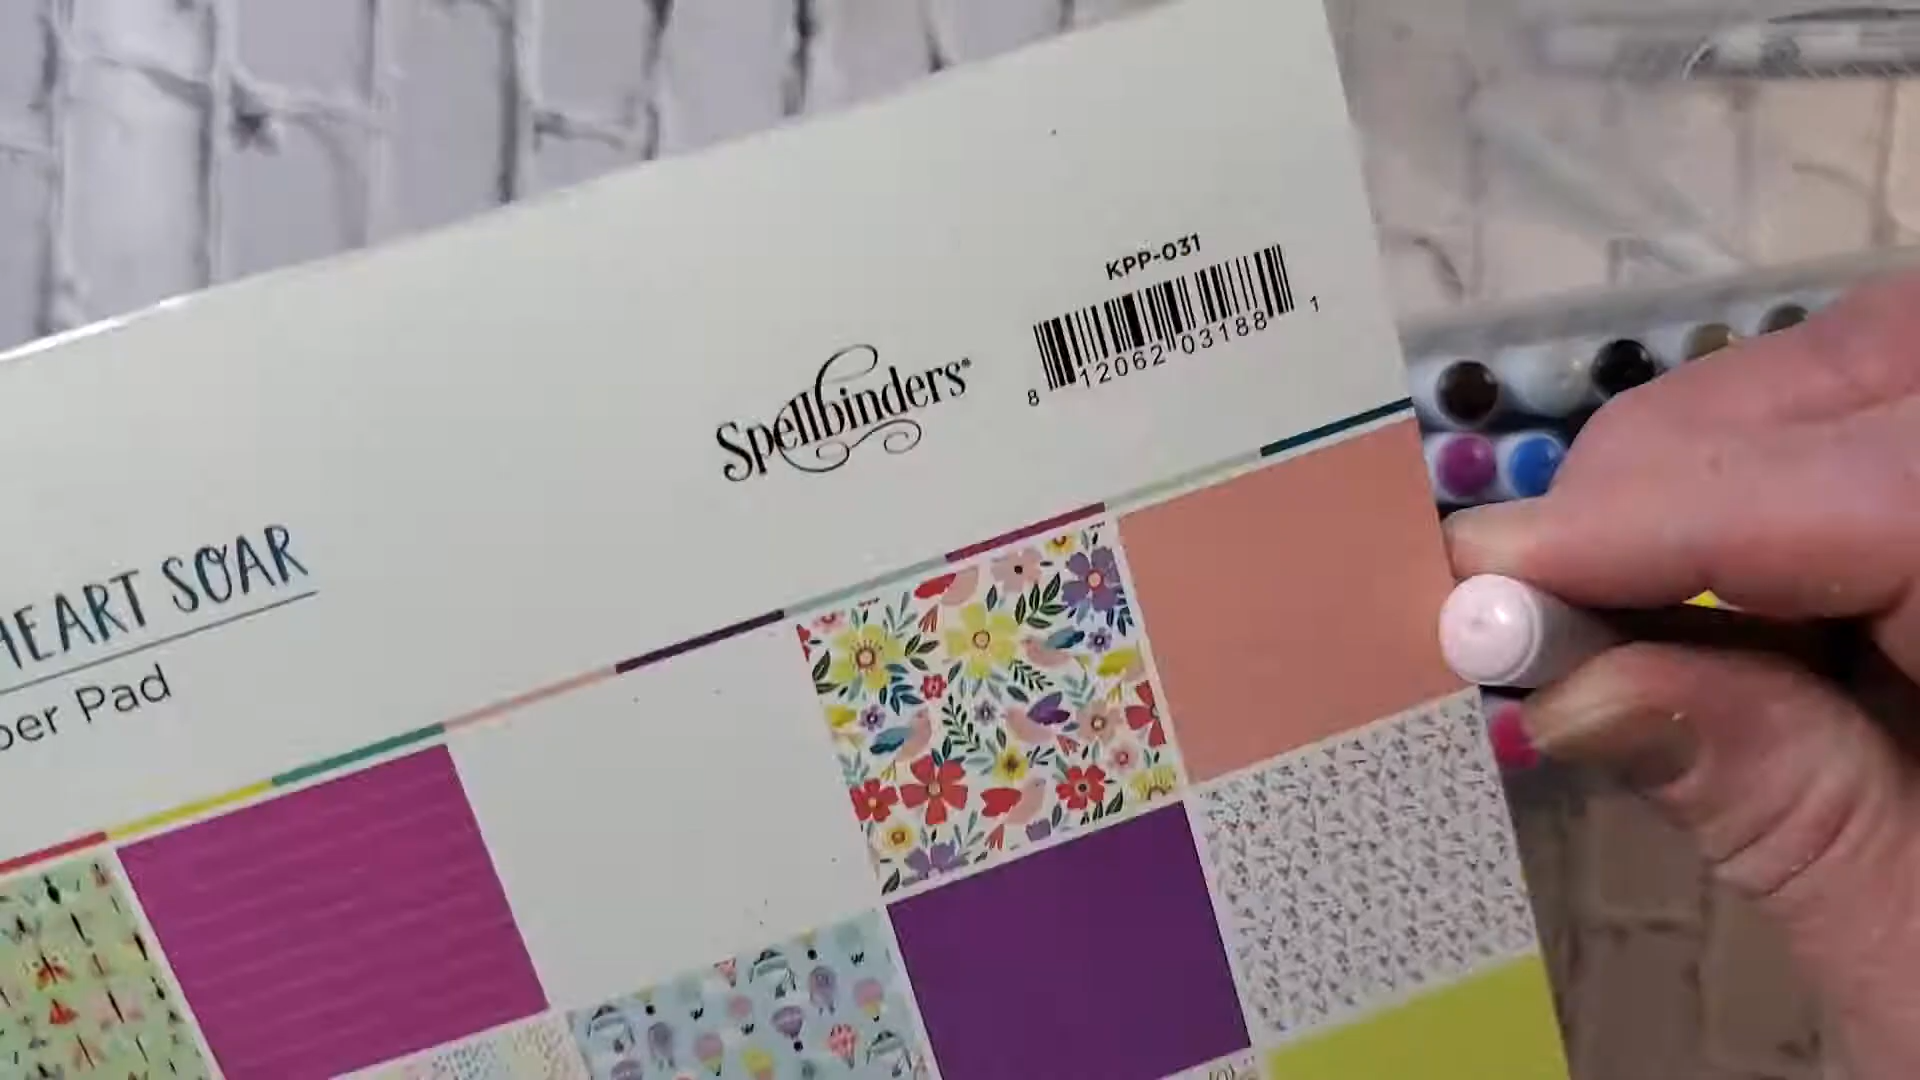 KPP-031
8 12062 03188 1
Spellbinders®
HEART SOAR
per Pad